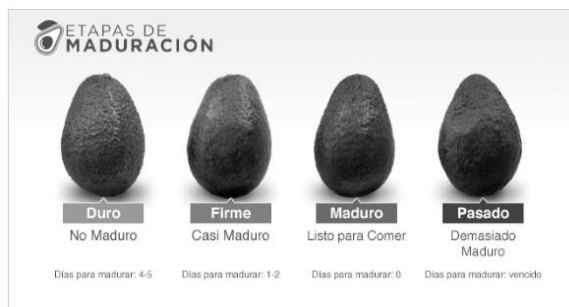 ETAPAS DE
MADURACIÓN
Duro
No Maduro
Días para madurar: 4-5
Firme
Casi Maduro
Días para madurar: 1-2
Maduro
Listo para Comer
Días para madurar: 0
Pasado
Demasiado
Maduro
Días para madurar: vencido